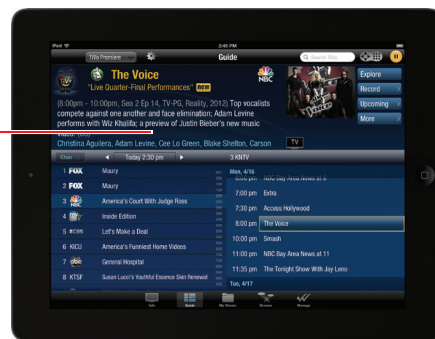 iPad
2:40 PM
TiVo Premiere
Guide
The Voice
"Live Quarter-Final Performances" new
NBC
(8:00pm - 10:00pm, Sea 2 Ep 14, TV-PG, Reality, 2012) Top vocalists
compete against one another and face elimination; Adam Levine
performs with Wiz Khalifa; a preview of Justin Bieber's new music
video. (CC)
Christina Aguilera, Adam Levine, Cee Lo Green, Blake Shelton, Carson
TV
Explore
Record
Upcoming
More
Chan
Today 2:30 pm
3 KNTV
1 FOX Maury
2 FOX Maury
3 America's Court With Judge Ross
4 Inside Edition
5 CBS Let's Make a Deal
6 KICU America's Funniest Home Videos
7 abc General Hospital
8 KTSF Susan Lucci's Youthful Essence Skin Renewal
Mon, 4/16
6:00 pm NBC Bay Area News at 6
7:00 pm Extra
7:30 pm Access Hollywood
8:00 pm The Voice
10:00 pm Smash
11:00 pm NBC Bay Area News at 11
11:35 pm The Tonight Show With Jay Leno
Tue, 4/17
Info
Guide
My Shows
Browse
Manage